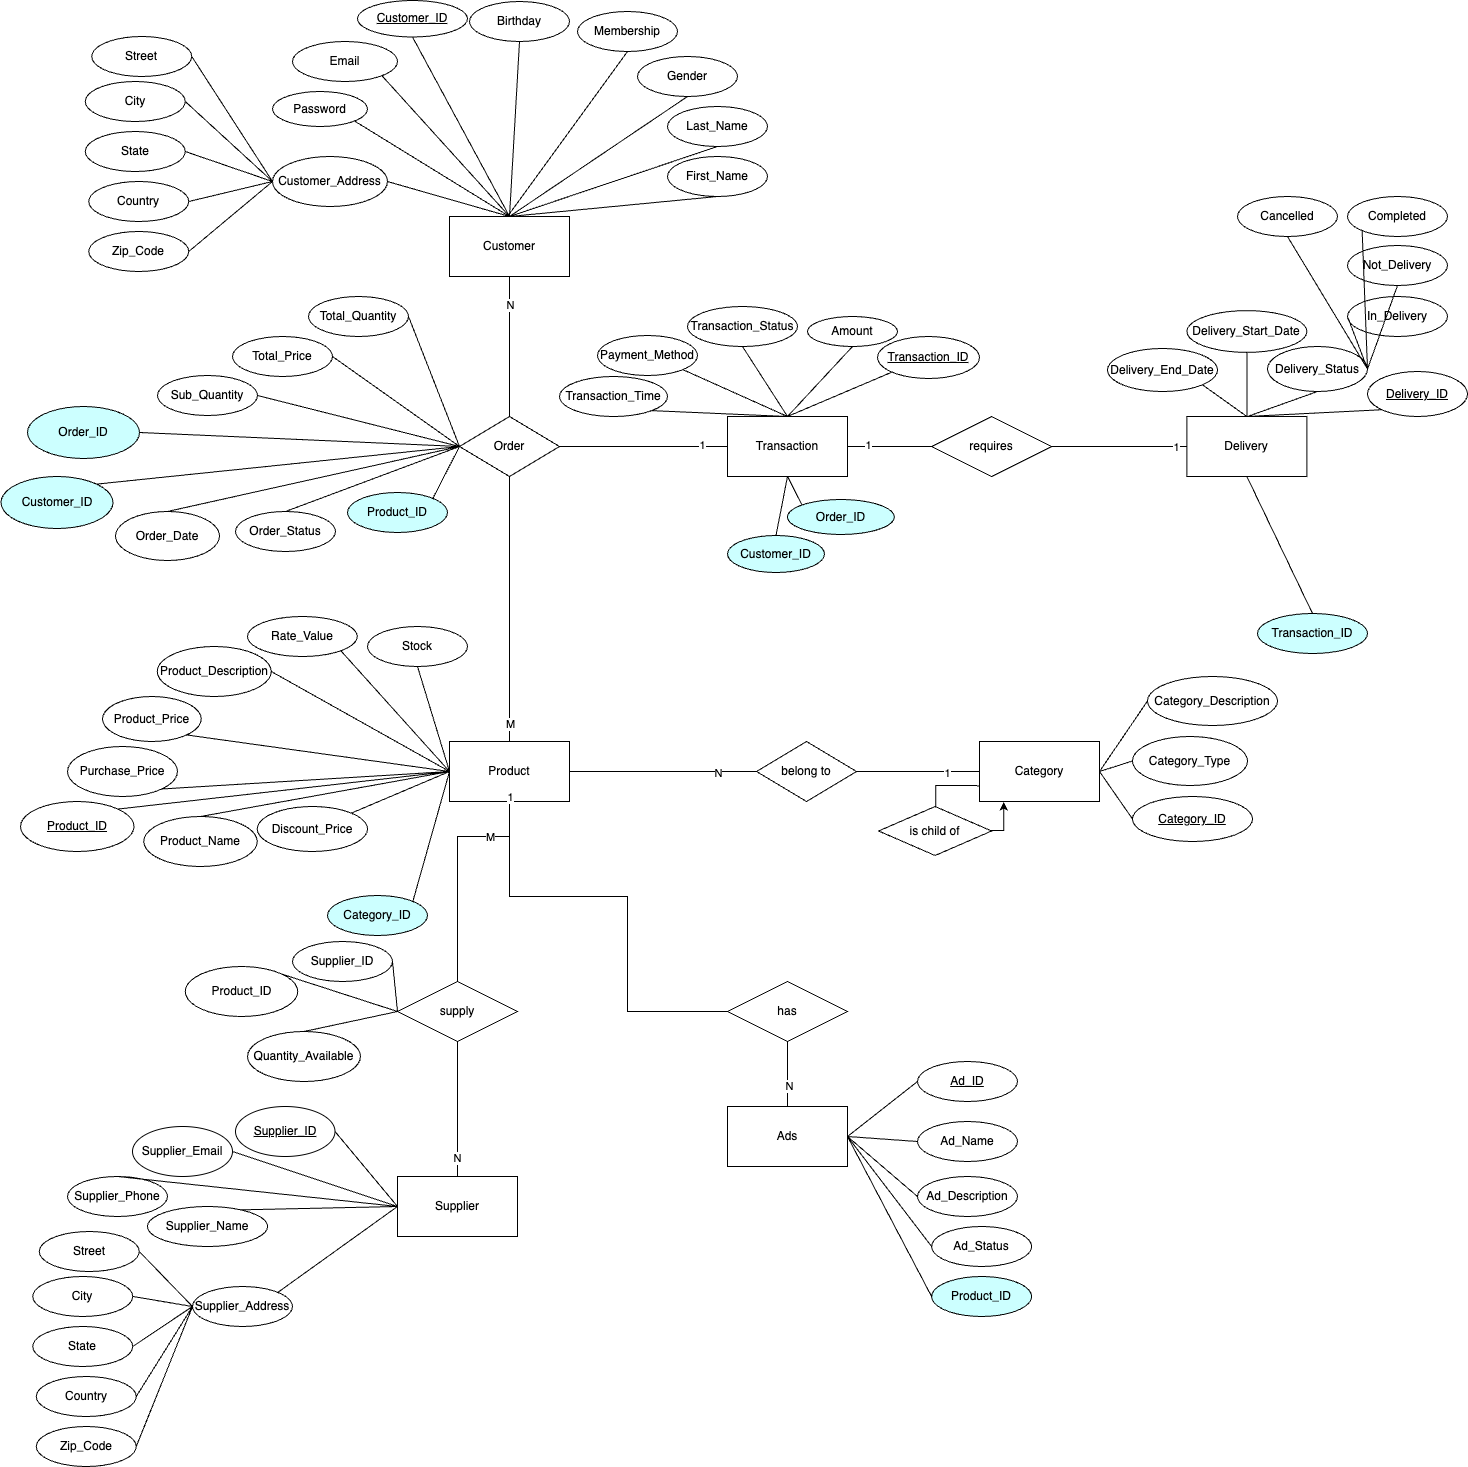 Customer_ID
Birthday
Membership
Email
Gender
Password
Last_Name
First_Name
Street
City
State
Country
Zip_Code
Customer_Address
Customer
N
Total_Quantity
Total_Price
Sub_Quantity
Order_ID
Customer_ID
Order_Date
Order_Status
Product_ID
Order
1
Transaction_Status
Amount
Payment_Method
Transaction_ID
Transaction_Time
Transaction
Order_ID
Customer_ID
1
requires
1
Cancelled
Completed
Not_Delivery
In_Delivery
Delivery_Start_Date
Delivery_End_Date
Delivery_Status
Delivery_ID
Delivery
Transaction_ID
Rate_Value
Stock
Product_Description
Product_Price
Purchase_Price
Product_ID
Product_Name
Discount_Price
Category_ID
M
Product
1
M
N
belong to
1
Category
Category_Description
Category_Type
Category_ID
is child of
Supplier_ID
Product_ID
Quantity_Available
supply
N
has
N
Ads
Ad_ID
Ad_Name
Ad_Description
Ad_Status
Product_ID
Supplier_ID
Supplier_Email
Supplier_Phone
Supplier_Name
Supplier
Street
City
State
Country
Zip_Code
Supplier_Address